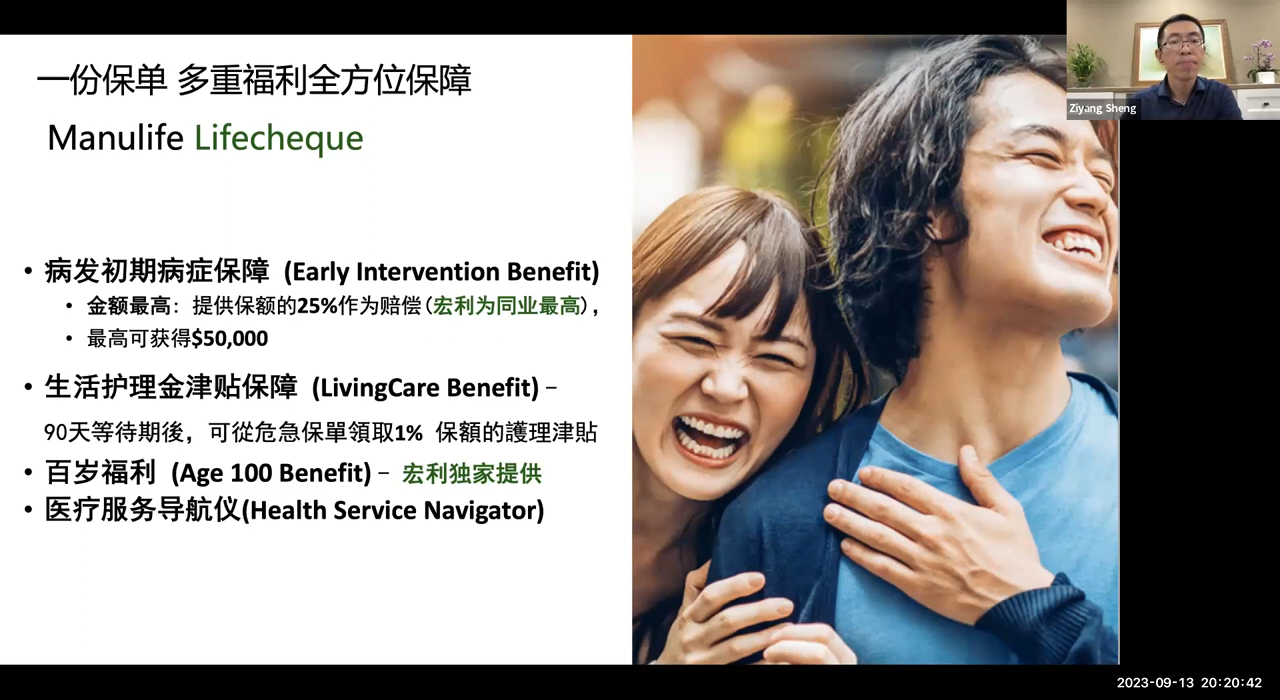 一份保单 多重福利全方位保障
Manulife Lifecheque
• 病发初期病症保障 (Early Intervention Benefit)
• 金额最高：提供保额的25%作为赔偿（宏利为同业最高），
• 最高可获得$50,000
• 生活护理金津贴保障 (LivingCare Benefit) –
90天等待期後，可從危急保單領取1% 保額的護理津貼
• 百岁福利 (Age 100 Benefit) – 宏利独家提供
• 医疗服务导航仪(Health Service Navigator)
Ziyang Sheng
2023-09-13 20:20:42